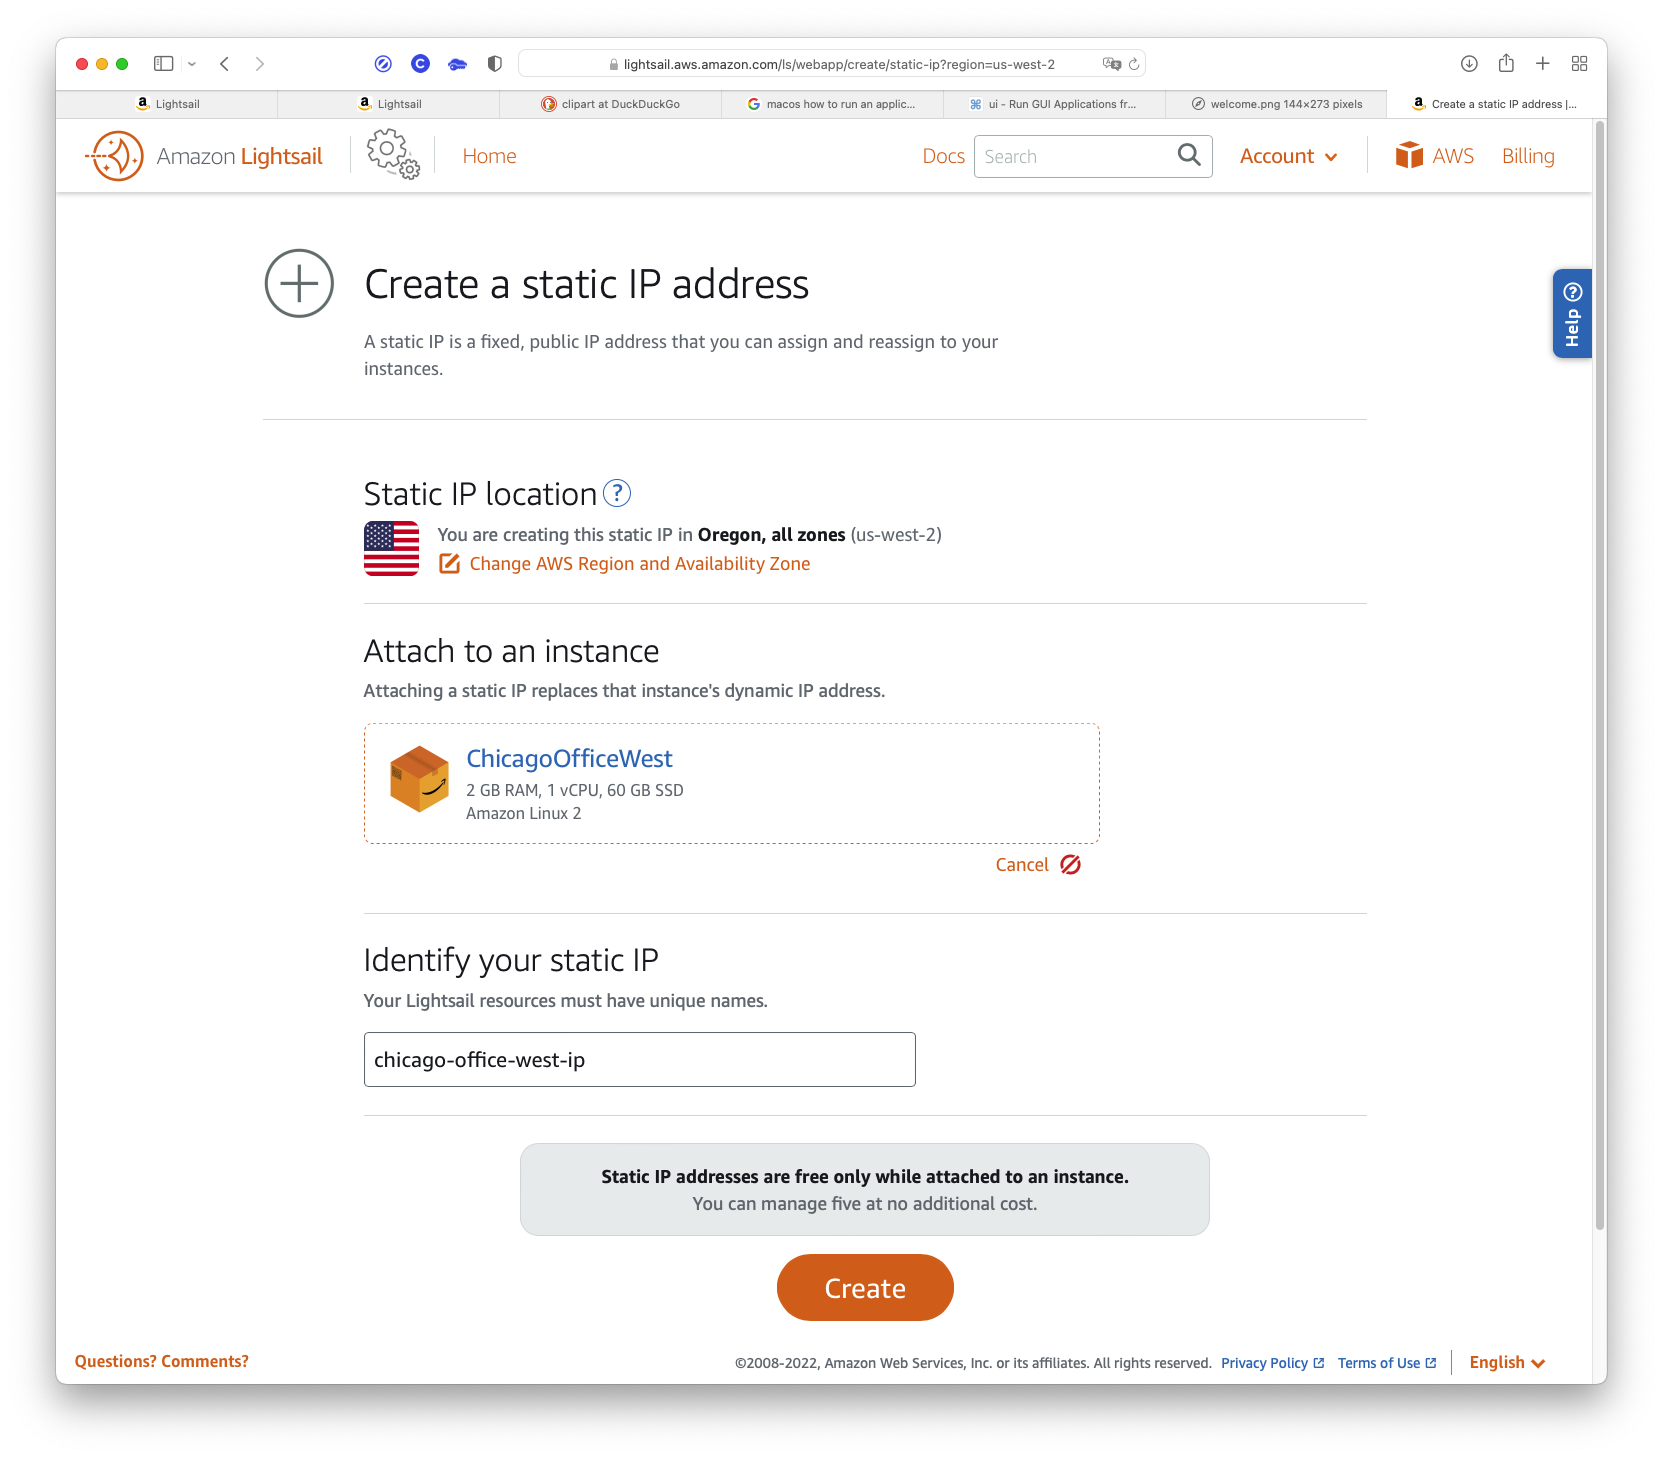 lightsail.aws.amazon.com/ls/webapp/create/static-ip?region=us-west-2
Lightsail
Lightsail
clipart at DuckDuckGo
macos how to run an applic...
ui - Run GUI Applications fr...
welcome.png 144×273 pixels
Create a static IP address |...
Amazon Lightsail
Home
Docs
Search
Account
AWS
Billing
Create a static IP address
A static IP is a fixed, public IP address that you can assign and reassign to your
instances.
Help
Static IP location ?
You are creating this static IP in Oregon, all zones (us-west-2)
Change AWS Region and Availability Zone
Attach to an instance
Attaching a static IP replaces that instance's dynamic IP address.
ChicagoOfficeWest
2 GB RAM, 1 vCPU, 60 GB SSD
Amazon Linux 2
Cancel
Identify your static IP
Your Lightsail resources must have unique names.
chicago-office-west-ip
Static IP addresses are free only while attached to an instance.
You can manage five at no additional cost.
Create
Questions? Comments?
©2008-2022, Amazon Web Services, Inc. or its affiliates. All rights reserved.
Privacy Policy
Terms of Use
English